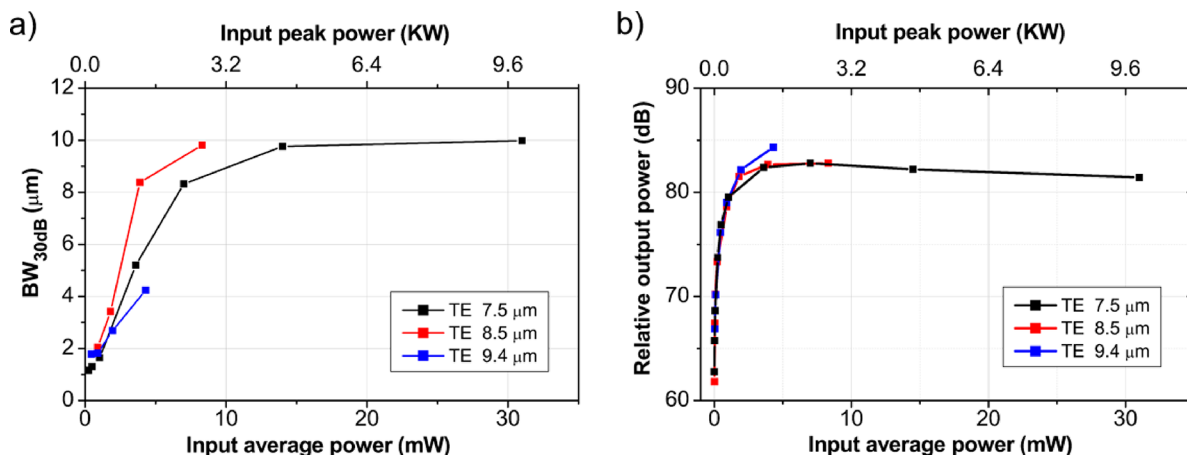 a)
Input peak power (KW)
0.0 3.2 6.4 9.6
12
10
8
6
4
2
0
BW30dB (μm)
TE 7.5 μm
TE 8.5 μm
TE 9.4 μm
0 10 20 30
Input average power (mW)
b)
Input peak power (KW)
0.0 3.2 6.4 9.6
90
80
70
60
Relative output power (dB)
TE 7.5 μm
TE 8.5 μm
TE 9.4 μm
0 10 20 30
Input average power (mW)